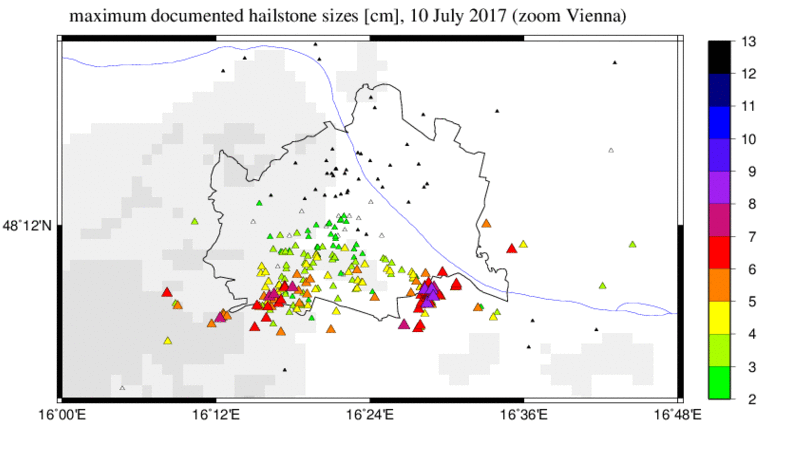 maximum documented hailstone sizes [cm], 10 July 2017 (zoom Vienna)
13
12
11
10
9
8
7
6
5
4
3
2
48°12'N
16°00'E
16°12'E
16°24'E
16°36'E
16°48'E